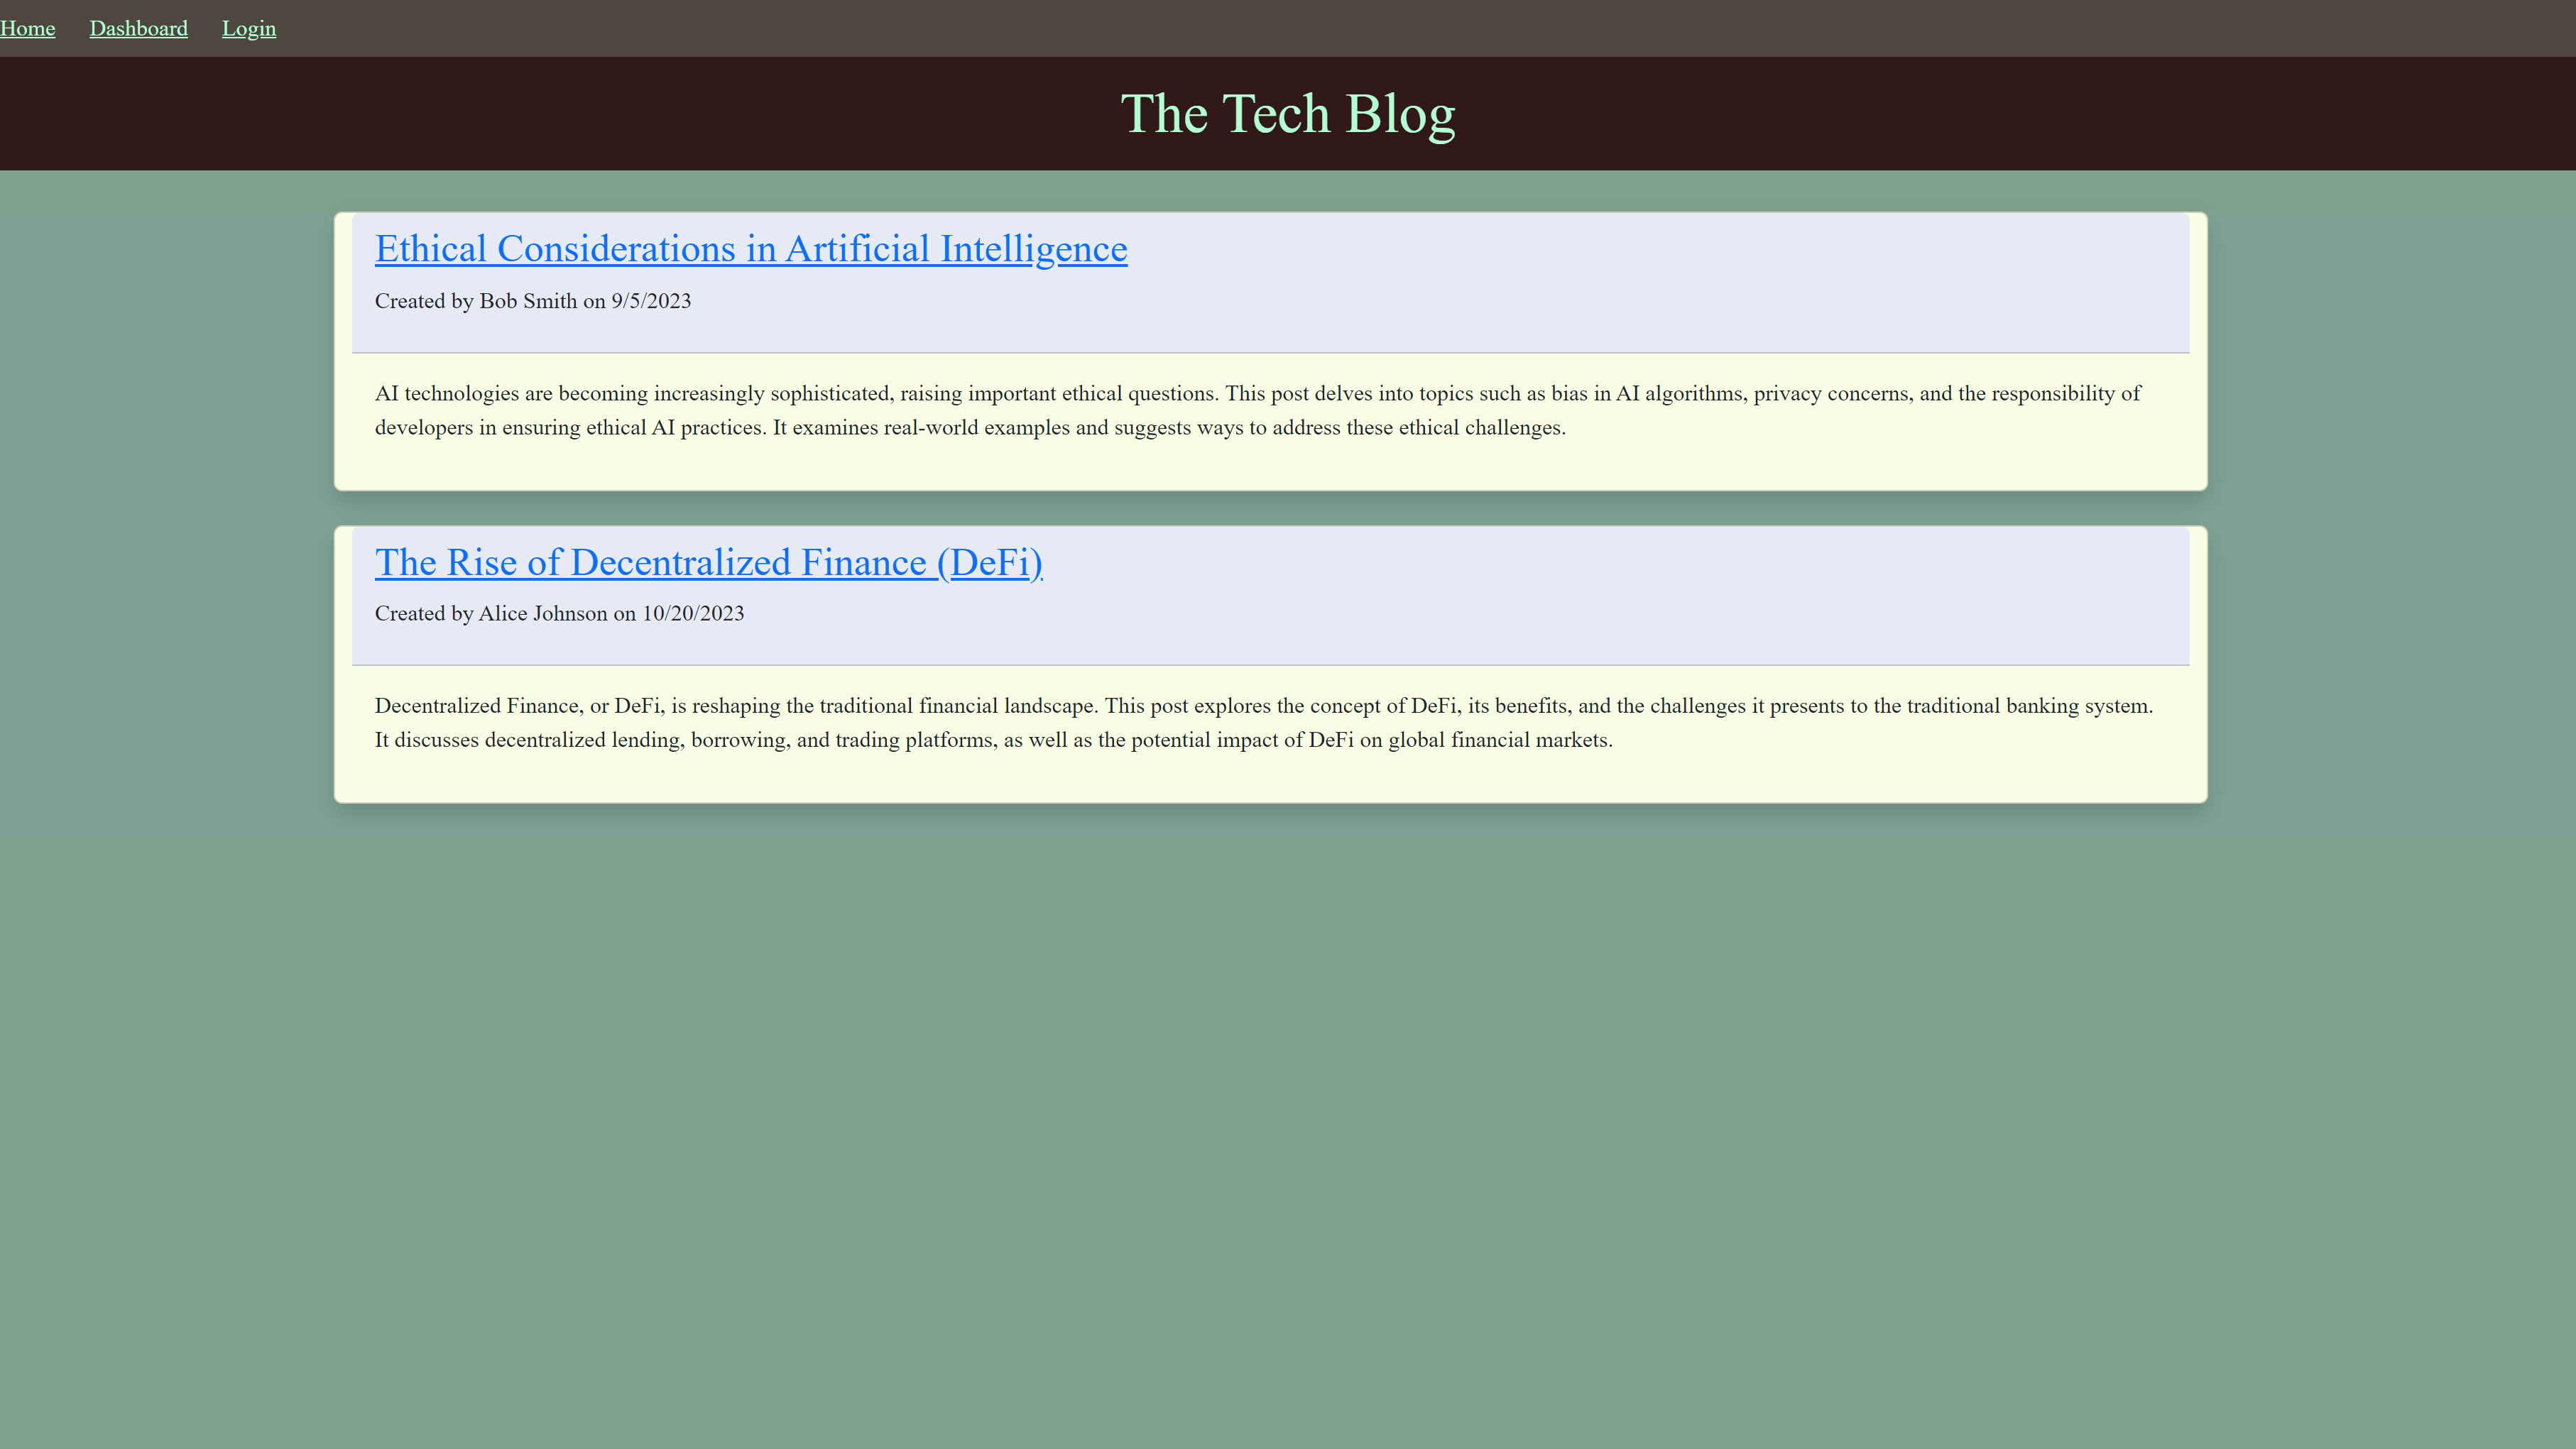 Home Dashboard Login
The Tech Blog
Ethical Considerations in Artificial Intelligence
Created by Bob Smith on 9/5/2023
AI technologies are becoming increasingly sophisticated, raising important ethical questions. This post delves into topics such as bias in AI algorithms, privacy concerns, and the responsibility of
developers in ensuring ethical AI practices. It examines real-world examples and suggests ways to address these ethical challenges.
The Rise of Decentralized Finance (DeFi)
Created by Alice Johnson on 10/20/2023
Decentralized Finance, or DeFi, is reshaping the traditional financial landscape. This post explores the concept of DeFi, its benefits, and the challenges it presents to the traditional banking system.
It discusses decentralized lending, borrowing, and trading platforms, as well as the potential impact of DeFi on global financial markets.